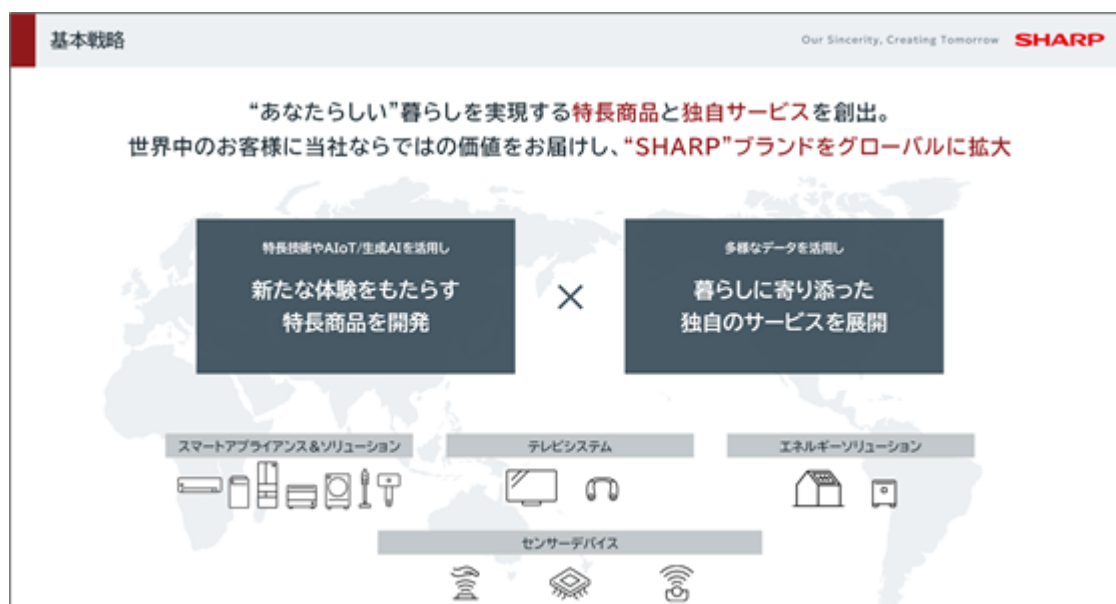 基本戦略
Our Sincerity, Creating Tomorrow SHARP
“あなたらしい”暮らしを実現する特長商品と独自サービスを創出。
世界中のお客様に当社ならではの価値をお届けし、“SHARP”ブランドをグローバルに拡大
特長技術やAIoT/生成AIを活用し
新たな体験をもたらす
特長商品を開発
×
多様なデータを活用し
暮らしに寄り添った
独自のサービスを展開
スマートアプライアンス&ソリューション
テレビシステム
エネルギーソリューション
センサーデバイス